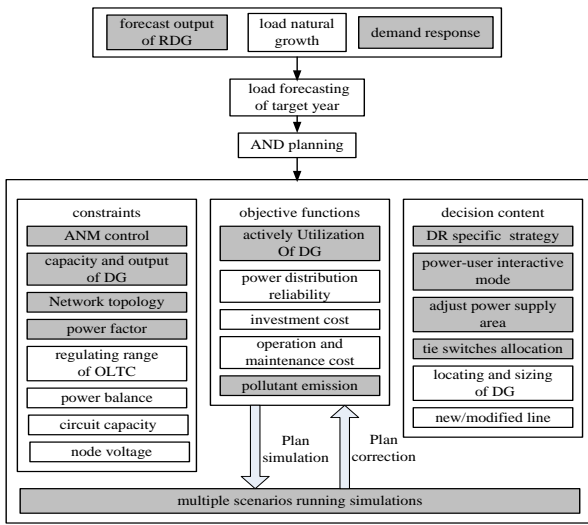 forecast output
of RDG
load natural
growth
demand response
load forecasting
of target year
AND planning
constraints
ANM control
capacity and output
of DG
Network topology
power factor
regulating range
of OLTC
power balance
circuit capacity
node voltage
objective functions
actively Utilization
Of DG
power distribution
reliability
investment cost
operation and
maintenance cost
pollutant emission
decision content
DR specific strategy
power-user interactive
mode
adjust power supply
area
tie switches allocation
locating and sizing
of DG
new/modified line
Plan
simulation
Plan
correction
multiple scenarios running simulations